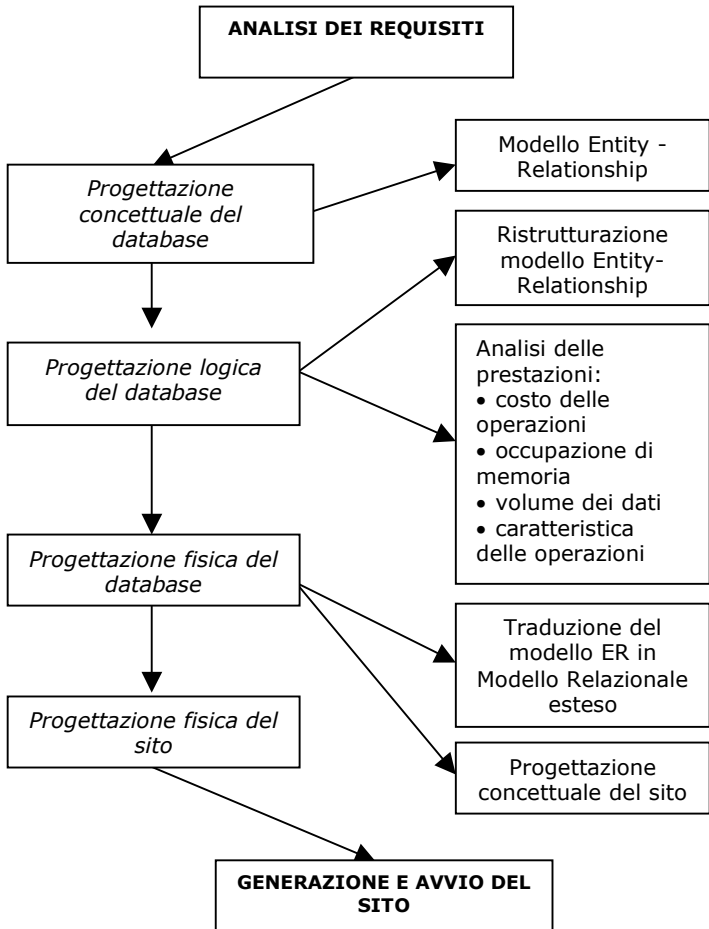 ANALISI DEI REQUISITI
Progettazione
concettuale del
database
Modello Entity -
Relationship
Ristrutturazione
modello Entity-
Relationship
Progettazione logica
del database
Analisi delle
prestazioni:
• costo delle
operazioni
• occupazione di
memoria
• volume dei dati
• caratteristica
delle operazioni
Progettazione fisica del
database
Traduzione del
modello ER in
Modello Relazionale
esteso
Progettazione fisica del
sito
Progettazione
concettuale del sito
GENERAZIONE E AVVIO DEL
SITO